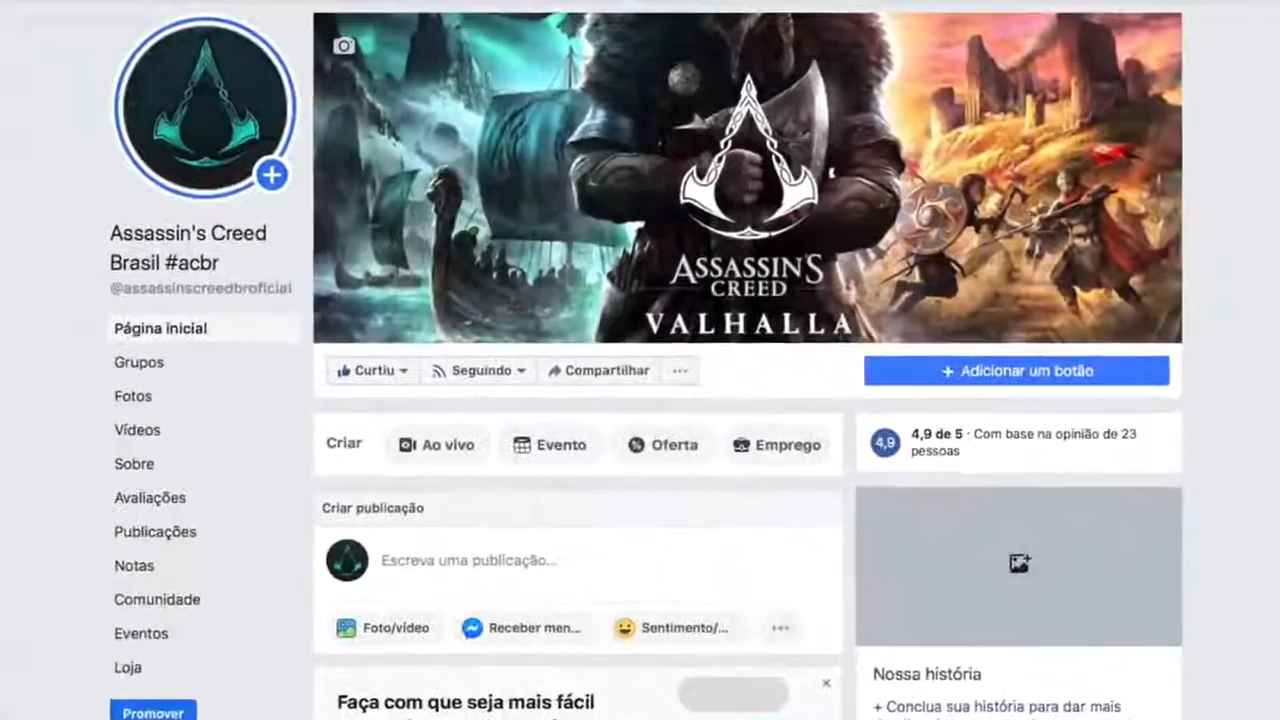 ASSASSIN'S
CREED
VALHALLA
Assassin's Creed
Brasil #acbr
@assassinscreedbroficial
Página inicial
Grupos
Fotos
Vídeos
Sobre
Avaliações
Publicações
Notas
Comunidade
Eventos
Loja
Promover
Curtiu
Seguindo
Compartilhar
+ Adicionar um botão
Criar
Ao vivo
Evento
Oferta
Emprego
4,9
4,9 de 5 · Com base na opinião de 23
pessoas
Criar publicação
Escreva uma publicação...
Foto/vídeo
Receber men...
Sentimento/...
Faça com que seja mais fácil
Nossa história
+ Conclua sua história para dar mais